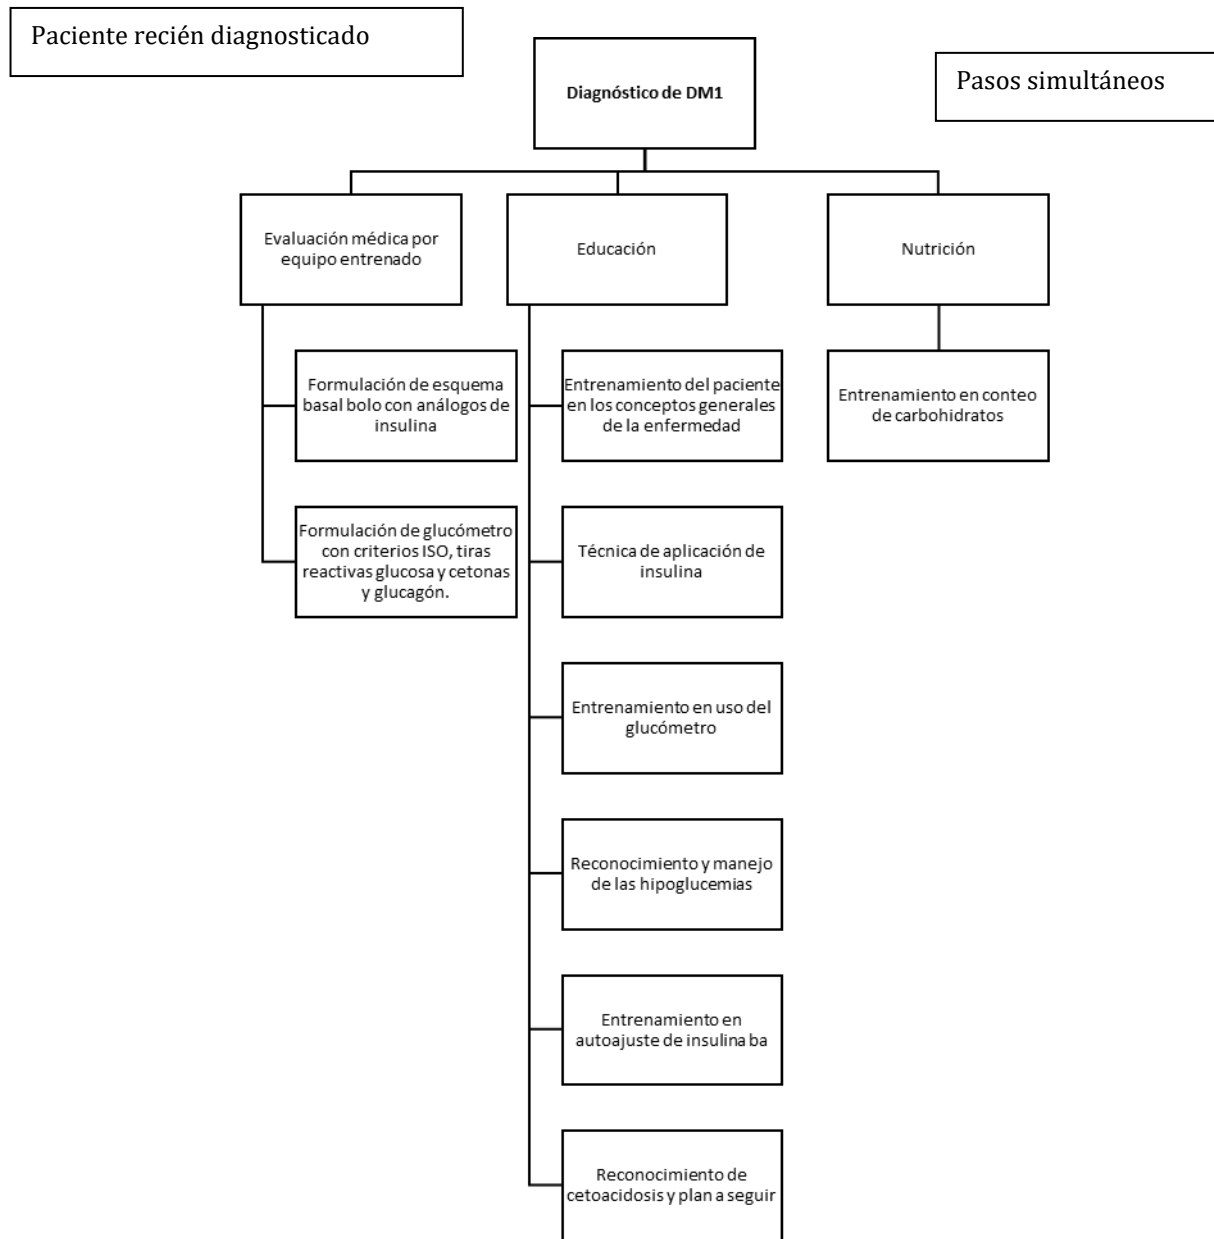 Paciente recién diagnosticado
Pasos simultáneos
Diagnóstico de DM1
Evaluación médica por
equipo entrenado
Educación
Nutrición
Formulación de esquema
basal bolo con análogos de
insulina
Formulación de glucómetro
con criterios ISO, tiras
reactivas glucosa y cetonas
y glucagón.
Entrenamiento del paciente
en los conceptos generales
de la enfermedad
Técnica de aplicación de
insulina
Entrenamiento en uso del
glucómetro
Reconocimiento y manejo
de las hipoglucemias
Entrenamiento en
autoajuste de insulina ba
Reconocimiento de
cetoacidosis y plan a seguir
Entrenamiento en conteo
de carbohidratos